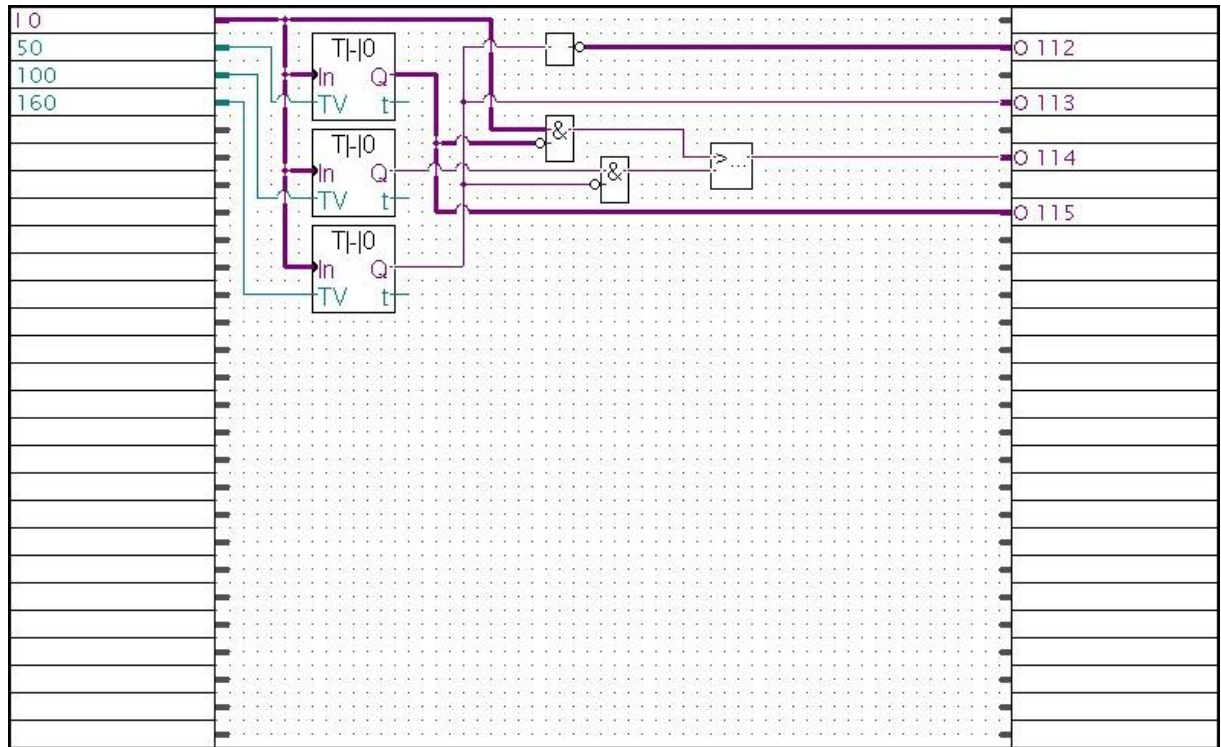 I 0
50
100
160
T|-|0
In Q
TV t
T|-|0
In Q
TV t
T|-|0
In Q
TV t
&
&
>...
O 112
O 113
O 114
O 115